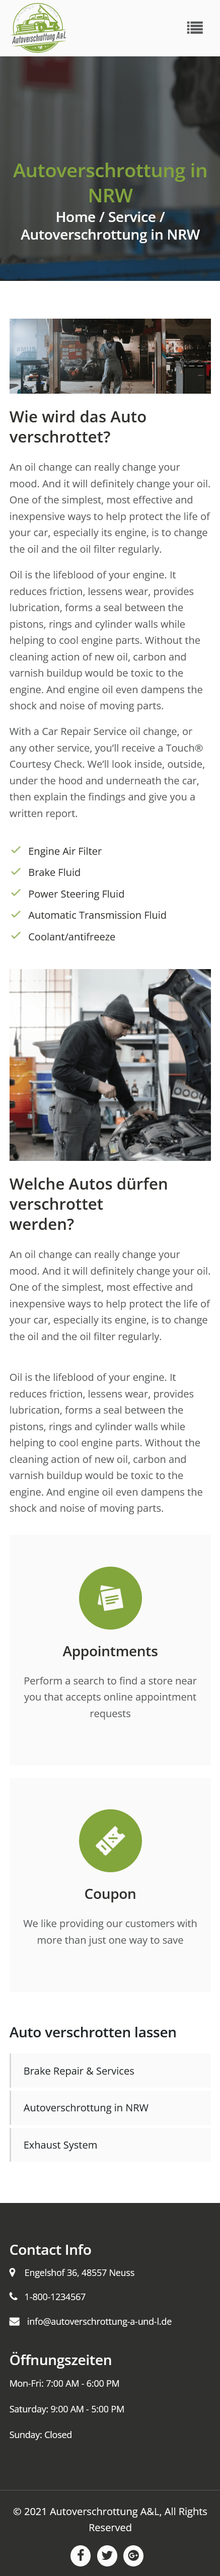 Autoverschrottung A&L
Autoverschrottung in
NRW
Home / Service /
Autoverschrottung in NRW
Wie wird das Auto
verschrottet?
An oil change can really change your
mood. And it will definitely change your oil.
One of the simplest, most effective and
inexpensive ways to help protect the life of
your car, especially its engine, is to change
the oil and the oil filter regularly.
Oil is the lifeblood of your engine. It
reduces friction, lessens wear, provides
lubrication, forms a seal between the
pistons, rings and cylinder walls while
helping to cool engine parts. Without the
cleaning action of new oil, carbon and
varnish buildup would be toxic to the
engine. And engine oil even dampens the
shock and noise of moving parts.
With a Car Repair Service oil change, or
any other service, you’ll receive a Touch®
Courtesy Check. We’ll look inside, outside,
under the hood and underneath the car,
then explain the findings and give you a
written report.
Engine Air Filter
Brake Fluid
Power Steering Fluid
Automatic Transmission Fluid
Coolant/antifreeze
Welche Autos dürfen
verschrottet
werden?
An oil change can really change your
mood. And it will definitely change your oil.
One of the simplest, most effective and
inexpensive ways to help protect the life of
your car, especially its engine, is to change
the oil and the oil filter regularly.
Oil is the lifeblood of your engine. It
reduces friction, lessens wear, provides
lubrication, forms a seal between the
pistons, rings and cylinder walls while
helping to cool engine parts. Without the
cleaning action of new oil, carbon and
varnish buildup would be toxic to the
engine. And engine oil even dampens the
shock and noise of moving parts.
Appointments
Perform a search to find a store near
you that accepts online appointment
requests
Coupon
We like providing our customers with
more than just one way to save
Auto verschrotten lassen
Brake Repair & Services
Autoverschrottung in NRW
Exhaust System
Contact Info
Engelshof 36, 48557 Neuss
1-800-1234567
info@autoverschrottung-a-und-l.de
Öffnungszeiten
Mon-Fri: 7:00 AM - 6:00 PM
Saturday: 9:00 AM - 5:00 PM
Sunday: Closed
© 2021 Autoverschrottung A&L, All Rights
Reserved